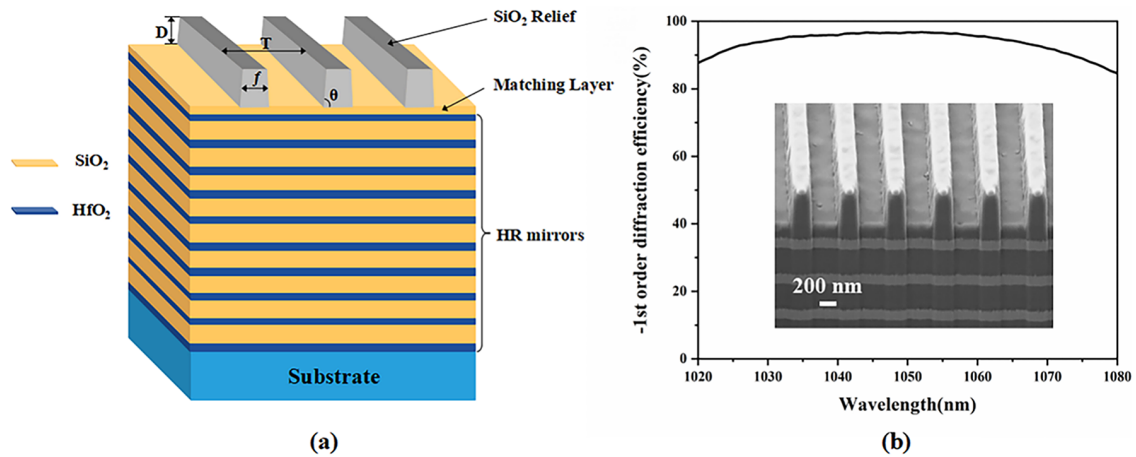 D
T
f
θ
SiO₂ Relief
Matching Layer
SiO₂
HfO₂
HR mirrors
Substrate
(a)
-1st order diffraction efficiency(%)
100
80
60
40
20
0
200 nm
1020 1030 1040 1050 1060 1070 1080
Wavelength(nm)
(b)